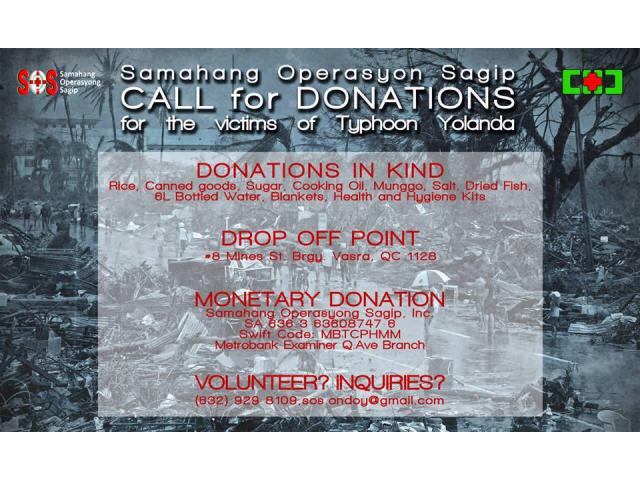 SOS Samahang
Operasyong
Sagip
Samahang Operasyon Sagip
CALL for DONATIONS
for the victims of Typhoon Yolanda
DONATIONS IN KIND
Rice, Canned goods, Sugar, Cooking Oil, Munggo, Salt, Dried Fish,
6L Bottled Water, Blankets, Health and Hygiene Kits
DROP OFF POINT
#8 Mines St. Brgy. Vasra, QC 1128
MONETARY DONATION
Samahang Operasyong Sagip, Inc.
SA 636 3 63608747 6
Swift Code: MBTCPHMM
Metrobank Examiner Q.Ave Branch
VOLUNTEER? INQUIRIES?
(632) 929 8109,sos.ondoy@gmail.com